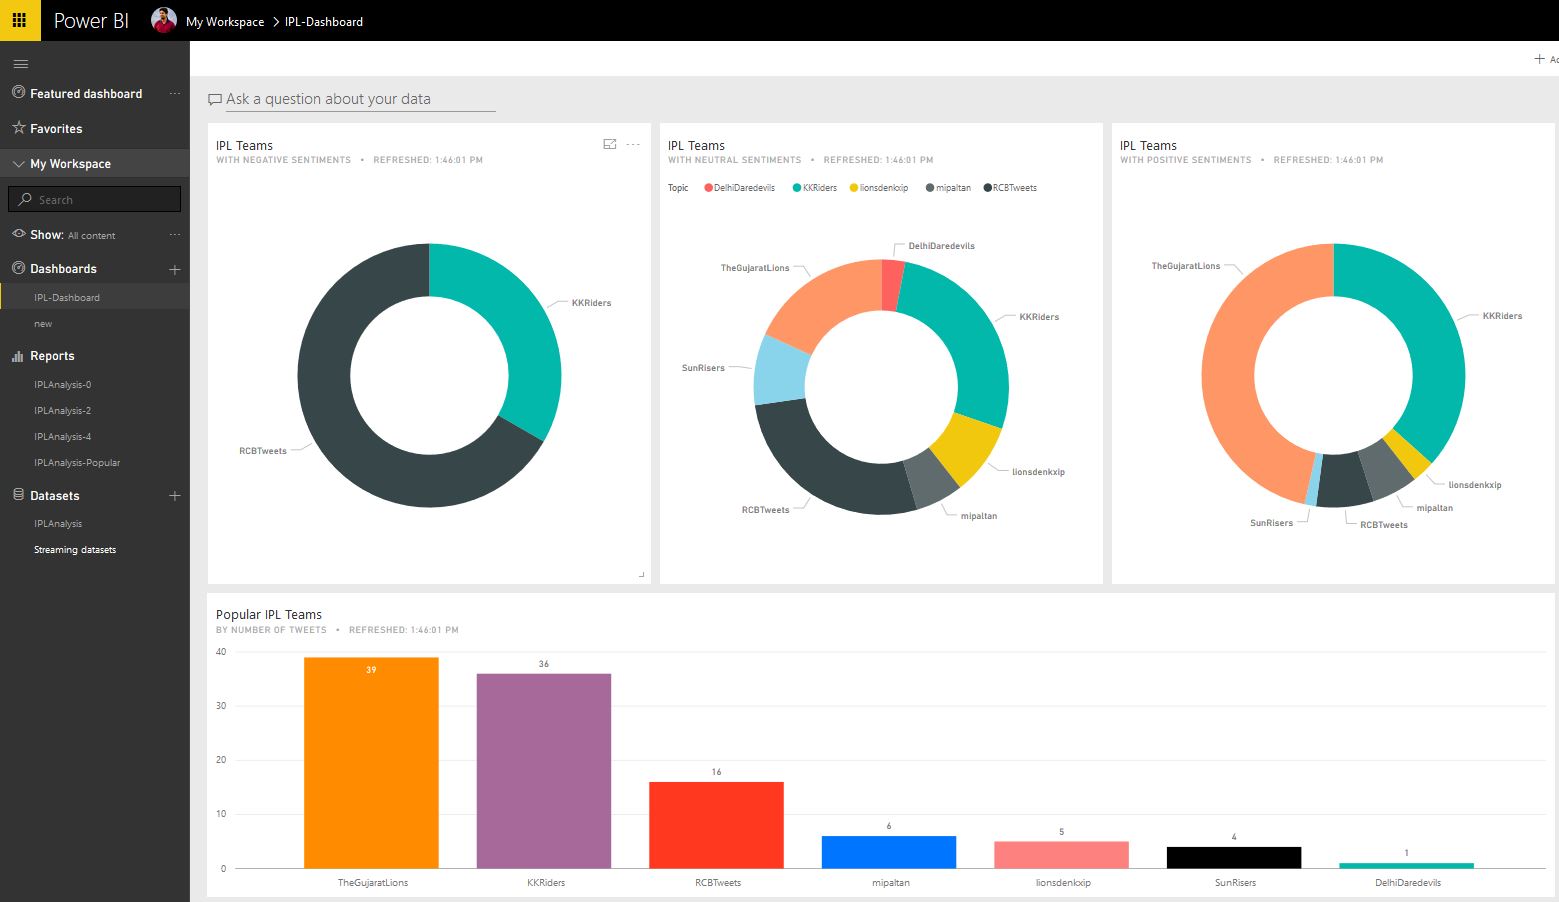 Power BI My Workspace > IPL-Dashboard
Featured dashboard ...
Favorites
My Workspace
Search
Show: All content ...
Dashboards +
IPL-Dashboard
new
Reports
IPLAnalysis-0
IPLAnalysis-2
IPLAnalysis-4
IPLAnalysis-Popular
Datasets +
IPLAnalysis
Streaming datasets
Ask a question about your data
IPL Teams
WITH NEGATIVE SENTIMENTS • REFRESHED: 1:46:01 PM
KKRiders
RCBTweets
IPL Teams
WITH NEUTRAL SENTIMENTS • REFRESHED: 1:46:01 PM
Topic DelhiDaredevils KKRiders lionsdenkxip mipaltan RCBTweets
DelhiDaredevils
TheGujaratLions
KKRiders
SunRisers
lionsdenkxip
RCBTweets
mipaltan
IPL Teams
WITH POSITIVE SENTIMENTS • REFRESHED: 1:46:01 PM
TheGujaratLions
KKRiders
lionsdenkxip
mipaltan
SunRisers
RCBTweets
Popular IPL Teams
BY NUMBER OF TWEETS • REFRESHED: 1:46:01 PM
40
30
20
10
0
39
36
16
6
5
4
1
TheGujaratLions KKRiders RCBTweets mipaltan lionsdenkxip SunRisers DelhiDaredevils